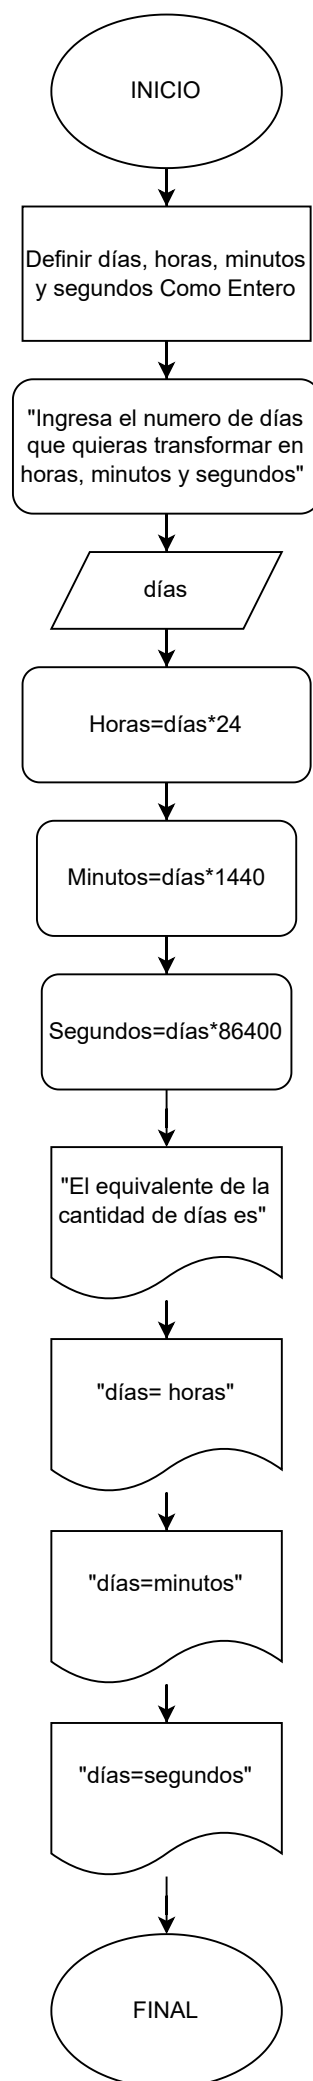 INICIO
Definir días, horas, minutos
y segundos Como Entero
"Ingresa el numero de días
que quieras transformar en
horas, minutos y segundos"
días
Horas=días*24
Minutos=días*1440
Segundos=días*86400
"El equivalente de la
cantidad de días es"
"días= horas"
"días=minutos"
"días=segundos"
FINAL